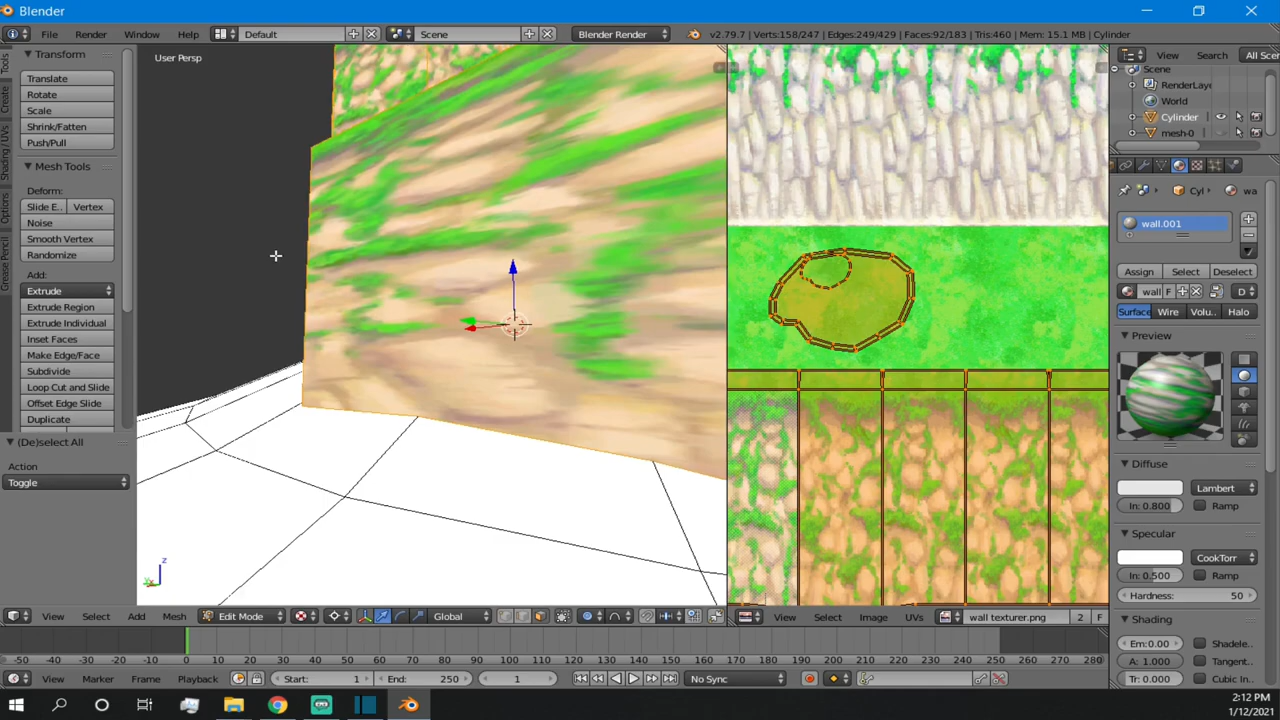 Blender
File Render Window Help Default Scene Blender Render v2.79.7 | Verts:158/247 | Edges:249/429 | Faces:92/183 | Tris:460 | Mem: 15.1 MB | Cylinder
Transform
Translate
Rotate
Scale
Shrink/Fatten
Push/Pull
Mesh Tools
Deform:
Slide E.. Vertex
Noise
Smooth Vertex
Randomize
Add:
Extrude
Extrude Region
Extrude Individual
Inset Faces
Make Edge/Face
Subdivide
Loop Cut and Slide
Offset Edge Slide
Duplicate
(De)select All
Action
Toggle
Tools
Create
Shading / UVs
Options
Grease Pencil
User Persp
z
View Select Add Mesh Edit Mode Global
View Select Image UVs wall texturer.png 2 F
View Search All Scen
Scene
RenderLay
World
Cylinder
mesh-0
Cyl wa
wall.001
Assign Select Deselect
wall F D
Surface Wire Volu.. Halo
Preview
Diffuse
Lambert
In: 0.800 Ramp
Specular
CookTorr
In: 0.500 Ramp
Hardness: 50
Shading
Em:0.00 Shadele..
A: 1.000 Tangent..
Tr: 0.000 Cubic In
-50 -40 -30 -20 -10 0 10 20 30 40 50 60 70 80 90 100 110 120 130 140 150 160 170 180 190 200 210 220 230 240 250 260 270 280
View Marker Frame Playback Start: 1 End: 250 1 No Sync
2:12 PM
1/12/2021